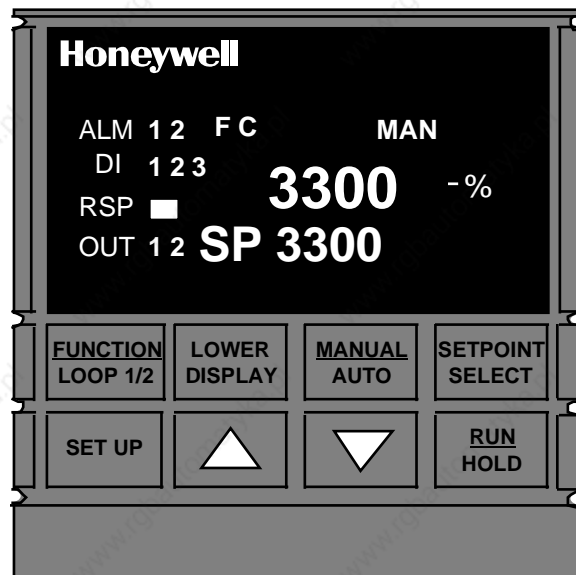 Honeywell
ALM 1 2 F C MAN
DI 1 2 3
3300 -%
RSP
OUT 1 2 SP 3300
FUNCTION LOOP 1/2
LOWER DISPLAY
MANUAL AUTO
SETPOINT SELECT
SET UP
RUN HOLD